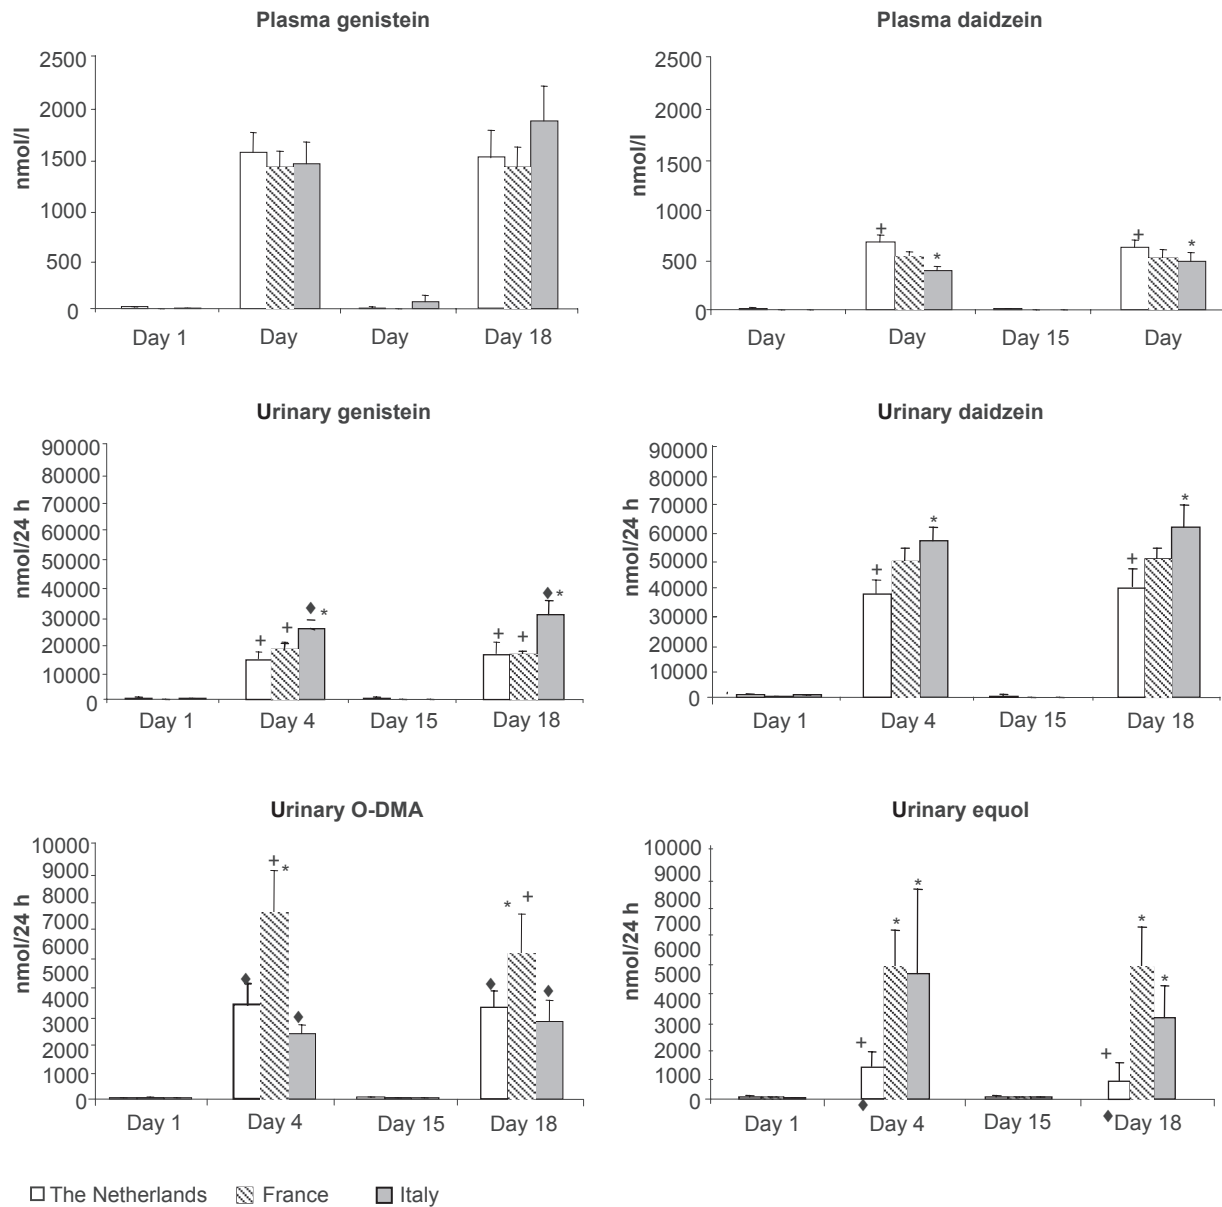 Plasma genistein
2500
2000
1500
1000
500
0
nmol/l
Day 1
Day
Day
Day 18
Plasma daidzein
2500
2000
1500
1000
500
0
nmol/l
Day
Day
Day 15
Day
+
*
+
*
Urinary genistein
90000
80000
70000
60000
50000
40000
30000
20000
10000
0
nmol/24 h
Day 1
Day 4
Day 15
Day 18
+
+
♦ *
+
+
♦ *
Urinary daidzein
90000
80000
70000
60000
50000
40000
30000
20000
10000
0
nmol/24 h
Day 1
Day 4
Day 15
Day 18
+
*
+
*
Urinary O-DMA
10000
9000
8000
7000
6000
5000
4000
3000
2000
1000
0
nmol/24 h
Day 1
Day 4
Day 15
Day 18
♦
+ *
♦
♦
* +
♦
Urinary equol
10000
9000
8000
7000
6000
5000
4000
3000
2000
1000
0
nmol/24 h
Day 1
Day 4
Day 15
Day 18
+
♦
*
*
+
♦
*
*
The Netherlands
France
Italy